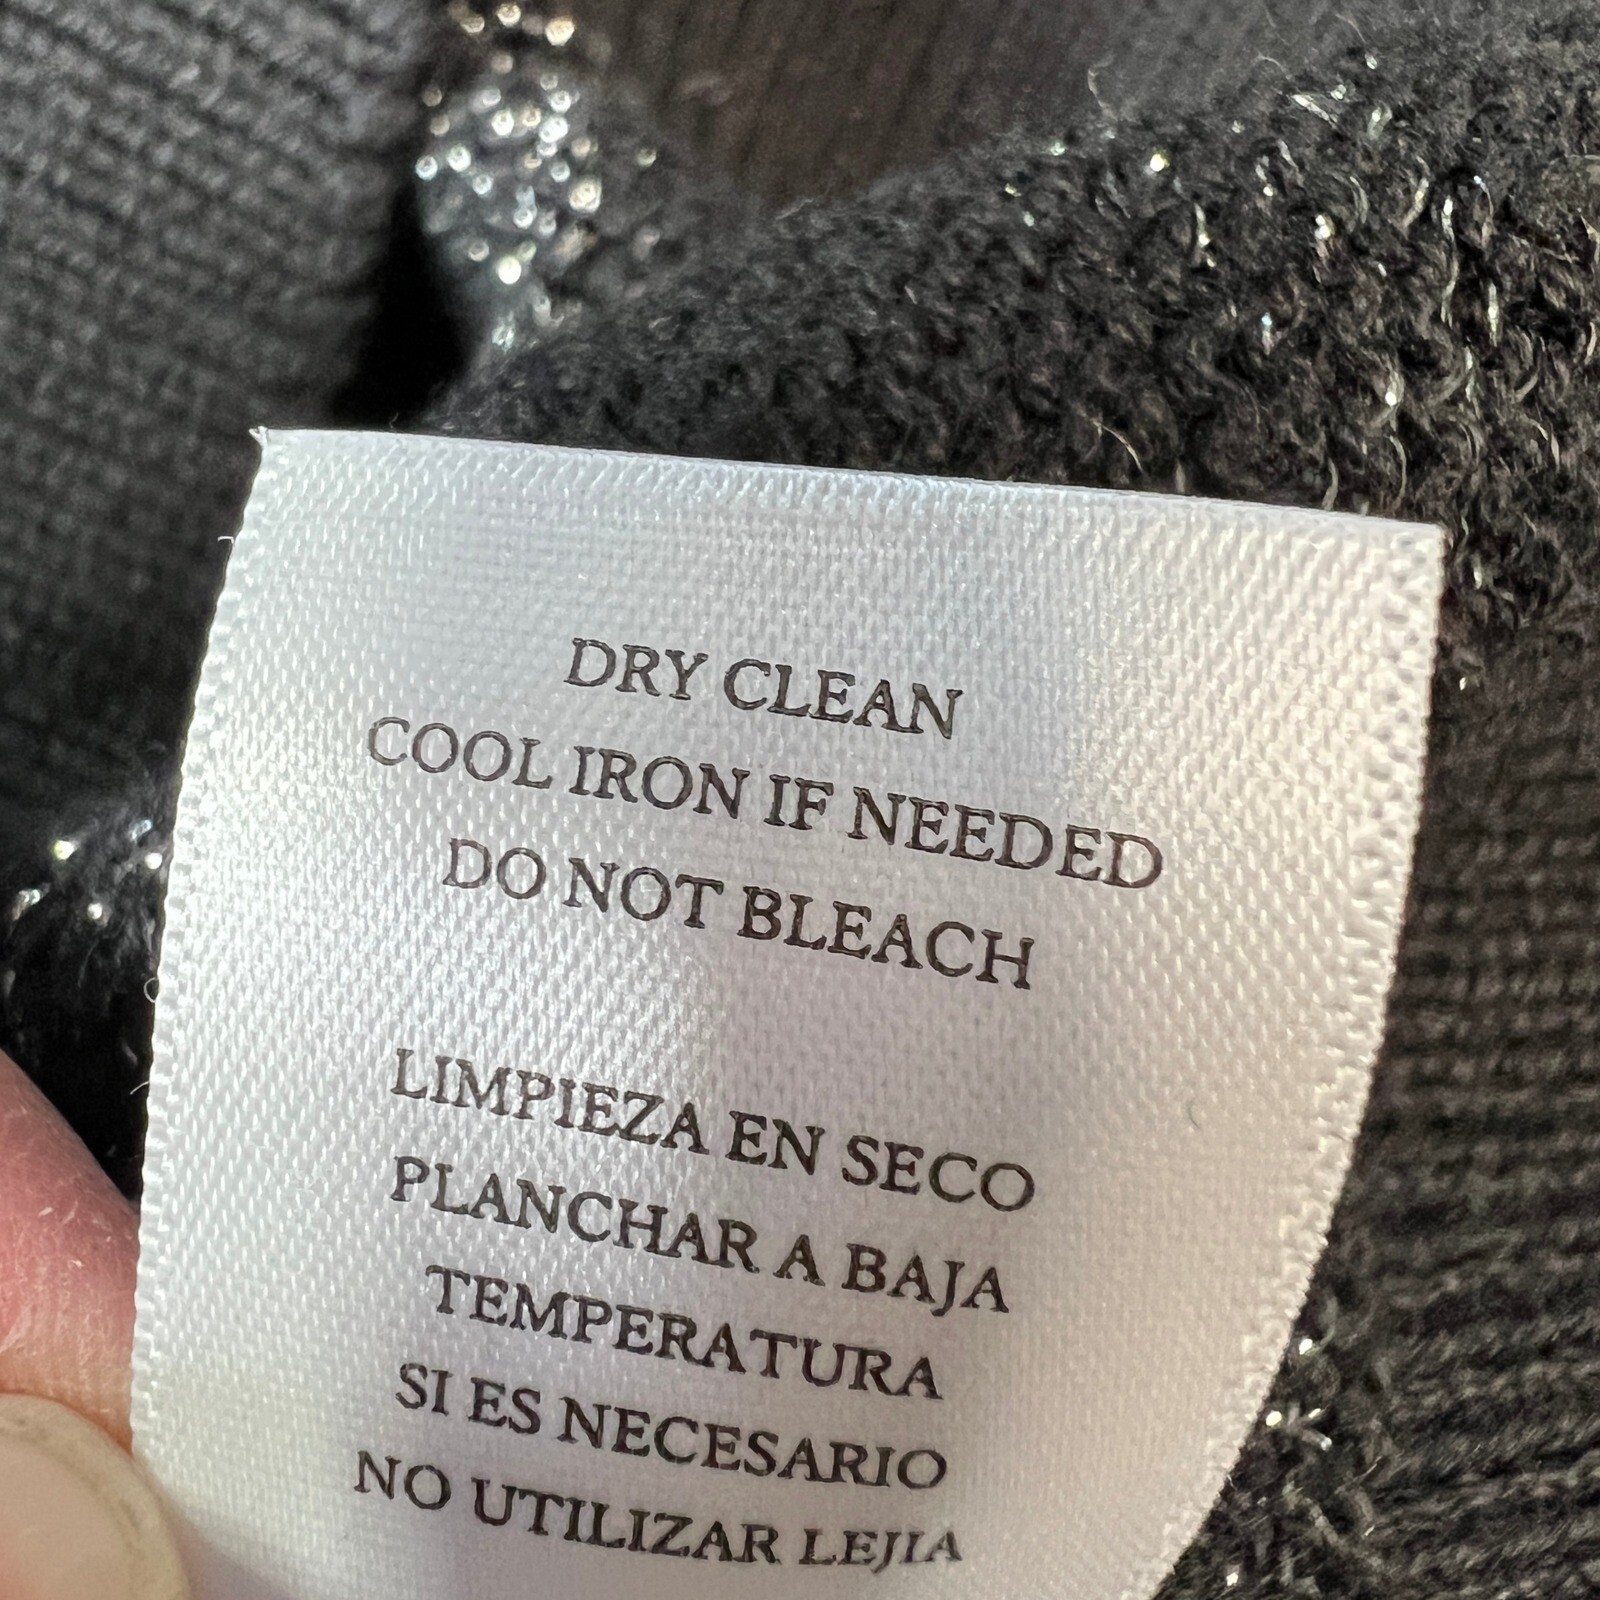 DRY CLEAN
COOL IRON IF NEEDED
DO NOT BLEACH
LIMPIEZA EN SECO
PLANCHAR A BAJA
TEMPERATURA
SI ES NECESARIO
NO UTILIZAR LEJIA